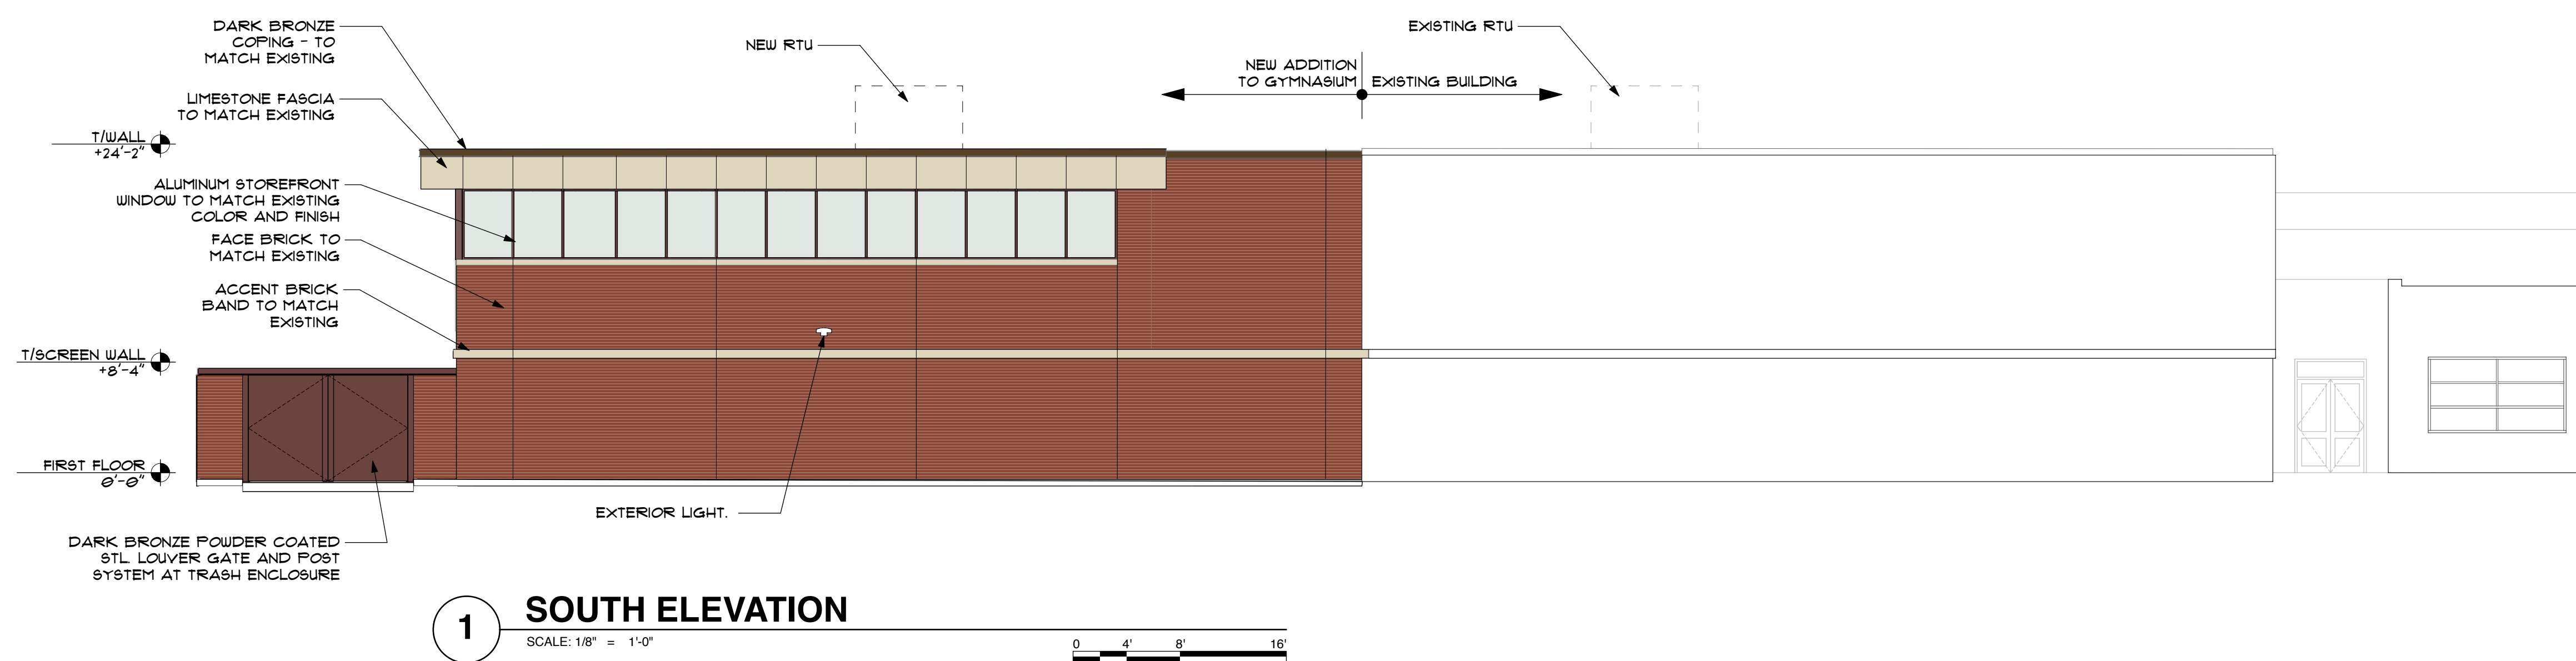 DARK BRONZE
COPING - TO
MATCH EXISTING
NEW RTU
EXISTING RTU
NEW ADDITION
TO GYMNASIUM
EXISTING BUILDING
LIMESTONE FASCIA
TO MATCH EXISTING
T/WALL
+24'-2"
ALUMINUM STOREFRONT
WINDOW TO MATCH EXISTING
COLOR AND FINISH
FACE BRICK TO
MATCH EXISTING
ACCENT BRICK
BAND TO MATCH
EXISTING
T/SCREEN WALL
+8'-4"
FIRST FLOOR
0'-0"
EXTERIOR LIGHT.
DARK BRONZE POWDER COATED
STL. LOUVER GATE AND POST
SYSTEM AT TRASH ENCLOSURE
1
SOUTH ELEVATION
SCALE: 1/8" = 1'-0"
0 4' 8' 16'